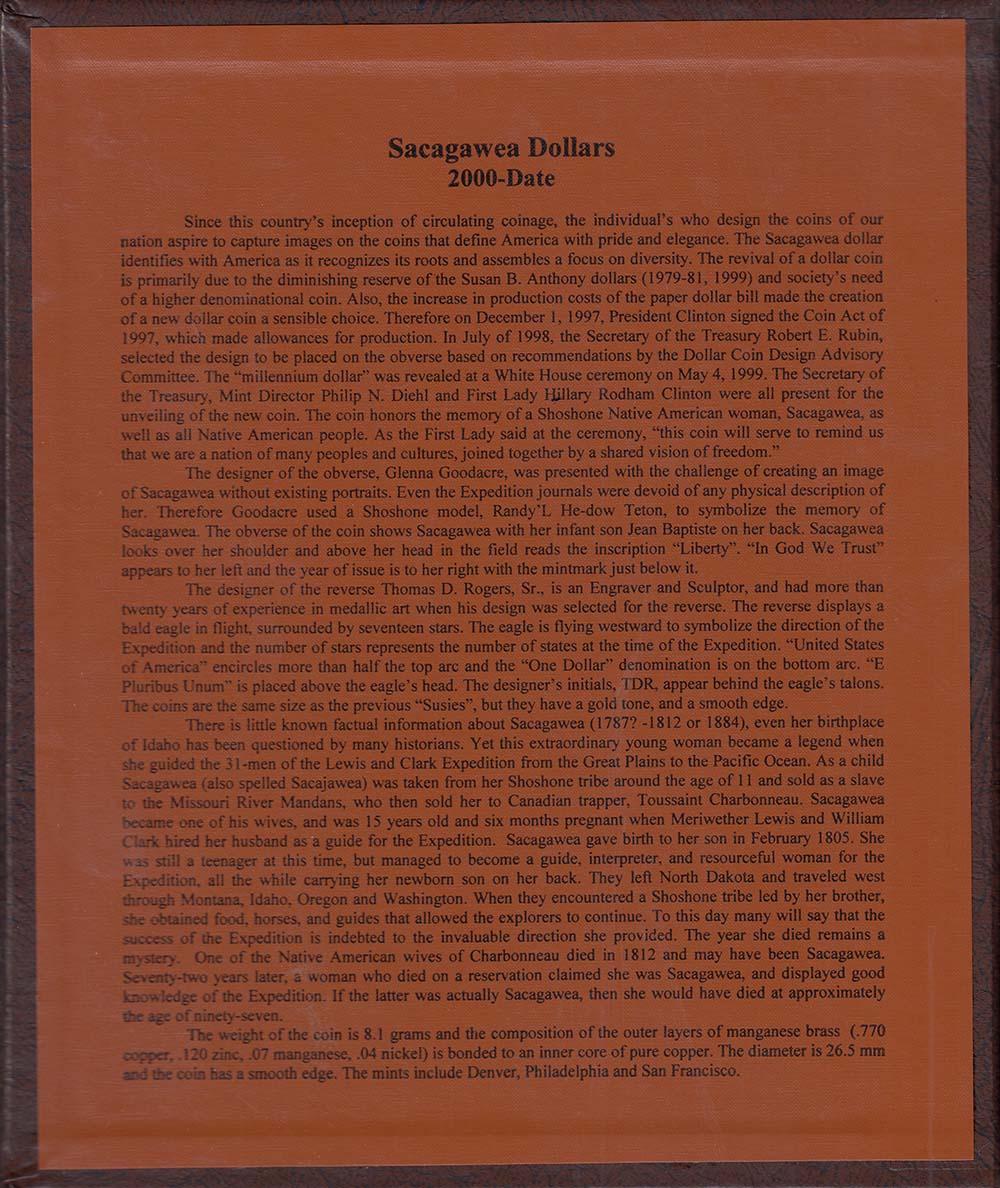 Sacagawea Dollars
2000-Date
Since this country's inception of circulating coinage, the individual's who design the coins of our
nation aspire to capture images on the coins that define America with pride and elegance. The Sacagawea dollar
identifies with America as it recognizes its roots and assembles a focus on diversity. The revival of a dollar coin
is primarily due to the diminishing reserve of the Susan B. Anthony dollars (1979-81, 1999) and society's need
of a higher denominational coin. Also, the increase in production costs of the paper dollar bill made the creation
of a new dollar coin a sensible choice. Therefore on December 1, 1997, President Clinton signed the Coin Act of
1997, which made allowances for production. In July of 1998, the Secretary of the Treasury Robert E. Rubin,
selected the design to be placed on the obverse based on recommendations by the Dollar Coin Design Advisory
Committee. The “millennium dollar” was revealed at a White House ceremony on May 4, 1999. The Secretary of
the Treasury, Mint Director Philip N. Diehl and First Lady Hillary Rodham Clinton were all present for the
unveiling of the new coin. The coin honors the memory of a Shoshone Native American woman, Sacagawea, as
well as all Native American people. As the First Lady said at the ceremony, “this coin will serve to remind us
that we are a nation of many peoples and cultures, joined together by a shared vision of freedom.”
The designer of the obverse, Glenna Goodacre, was presented with the challenge of creating an image
of Sacagawea without existing portraits. Even the Expedition journals were devoid of any physical description of
her. Therefore Goodacre used a Shoshone model, Randy'L He-dow Teton, to symbolize the memory of
Sacagawea. The obverse of the coin shows Sacagawea with her infant son Jean Baptiste on her back. Sacagawea
looks over her shoulder and above her head in the field reads the inscription “Liberty”. “In God We Trust”
appears to her left and the year of issue is to her right with the mintmark just below it.
The designer of the reverse Thomas D. Rogers, Sr., is an Engraver and Sculptor, and had more than
twenty years of experience in medallic art when his design was selected for the reverse. The reverse displays a
bald eagle in flight, surrounded by seventeen stars. The eagle is flying westward to symbolize the direction of the
Expedition and the number of stars represents the number of states at the time of the Expedition. “United States
of America” encircles more than half the top arc and the “One Dollar” denomination is on the bottom arc. “E
Pluribus Unum” is placed above the eagle's head. The designer's initials, TDR, appear behind the eagle's talons.
The coins are the same size as the previous “Susies”, but they have a gold tone, and a smooth edge.
There is little known factual information about Sacagawea (1787? -1812 or 1884), even her birthplace
of Idaho has been questioned by many historians. Yet this extraordinary young woman became a legend when
she guided the 31-men of the Lewis and Clark Expedition from the Great Plains to the Pacific Ocean. As a child
Sacagawea (also spelled Sacajawea) was taken from her Shoshone tribe around the age of 11 and sold as a slave
to the Missouri River Mandans, who then sold her to Canadian trapper, Toussaint Charbonneau. Sacagawea
became one of his wives, and was 15 years old and six months pregnant when Meriwether Lewis and William
Clark hired her husband as a guide for the Expedition. Sacagawea gave birth to her son in February 1805. She
was still a teenager at this time, but managed to become a guide, interpreter, and resourceful woman for the
Expedition, all the while carrying her newborn son on her back. They left North Dakota and traveled west
through Montana, Idaho, Oregon and Washington. When they encountered a Shoshone tribe led by her brother,
she obtained food, horses, and guides that allowed the explorers to continue. To this day many will say that the
success of the Expedition is indebted to the invaluable direction she provided. The year she died remains a
mystery. One of the Native American wives of Charbonneau died in 1812 and may have been Sacagawea.
Seventy-two years later, a woman who died on a reservation claimed she was Sacagawea, and displayed good
knowledge of the Expedition. If the latter was actually Sacagawea, then she would have died at approximately
the age of ninety-seven.
The weight of the coin is 8.1 grams and the composition of the outer layers of manganese brass (.770
copper, .120 zinc, .07 manganese, .04 nickel) is bonded to an inner core of pure copper. The diameter is 26.5 mm
and the coin has a smooth edge. The mints include Denver, Philadelphia and San Francisco.